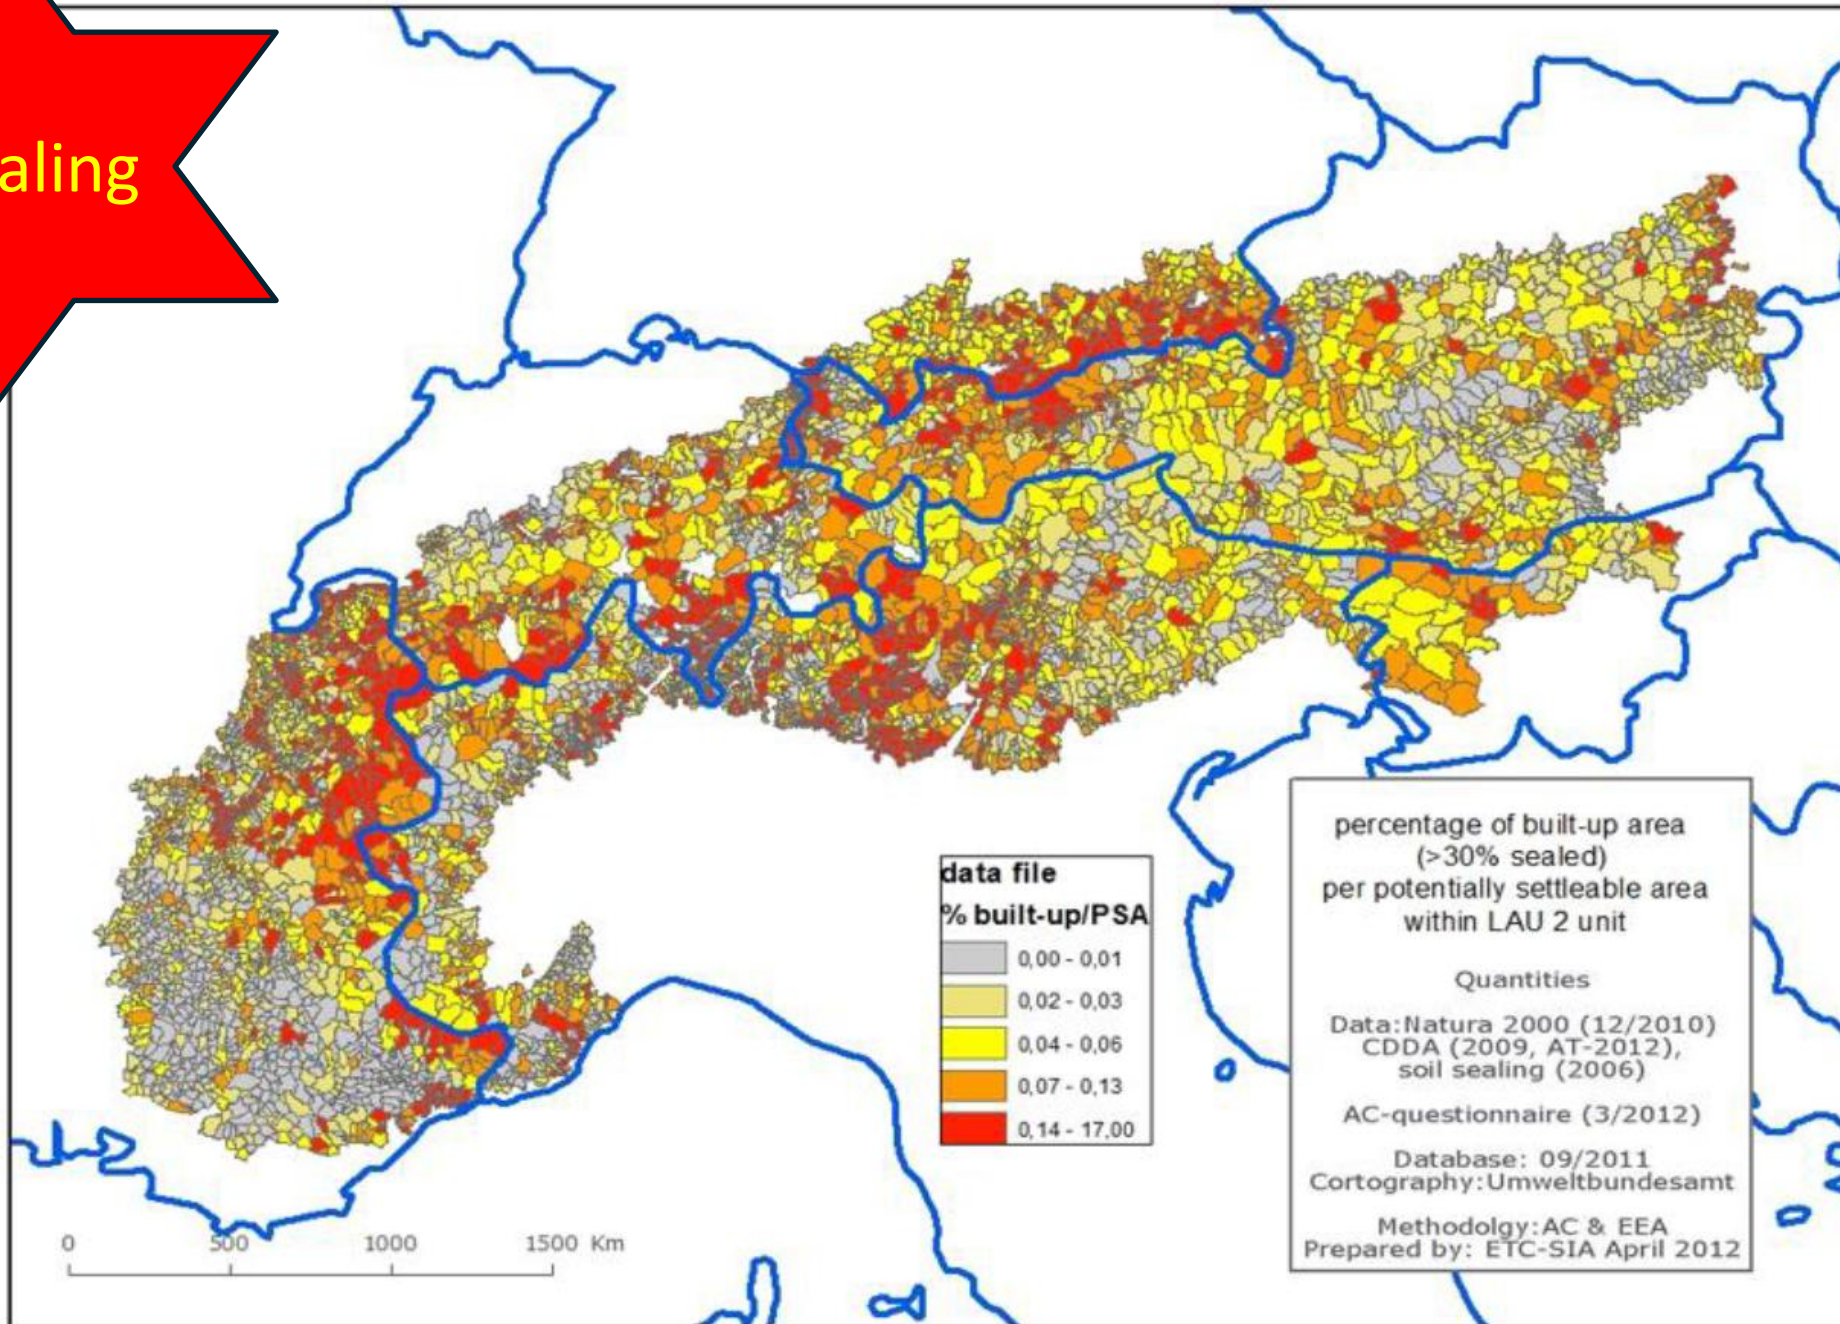 aling
data file
% built-up/PSA
0,00 - 0,01
0,02 - 0,03
0,04 - 0,06
0,07 - 0,13
0,14 - 17,00
percentage of built-up area
(>30% sealed)
per potentially settleable area
within LAU 2 unit
Quantities
Data:Natura 2000 (12/2010)
CDDA (2009, AT-2012),
soil sealing (2006)
AC-questionnaire (3/2012)
Database: 09/2011
Cortography:Umweltbundesamt
Methodolgy:AC & EEA
Prepared by: ETC-SIA April 2012
0 500 1000 1500 Km